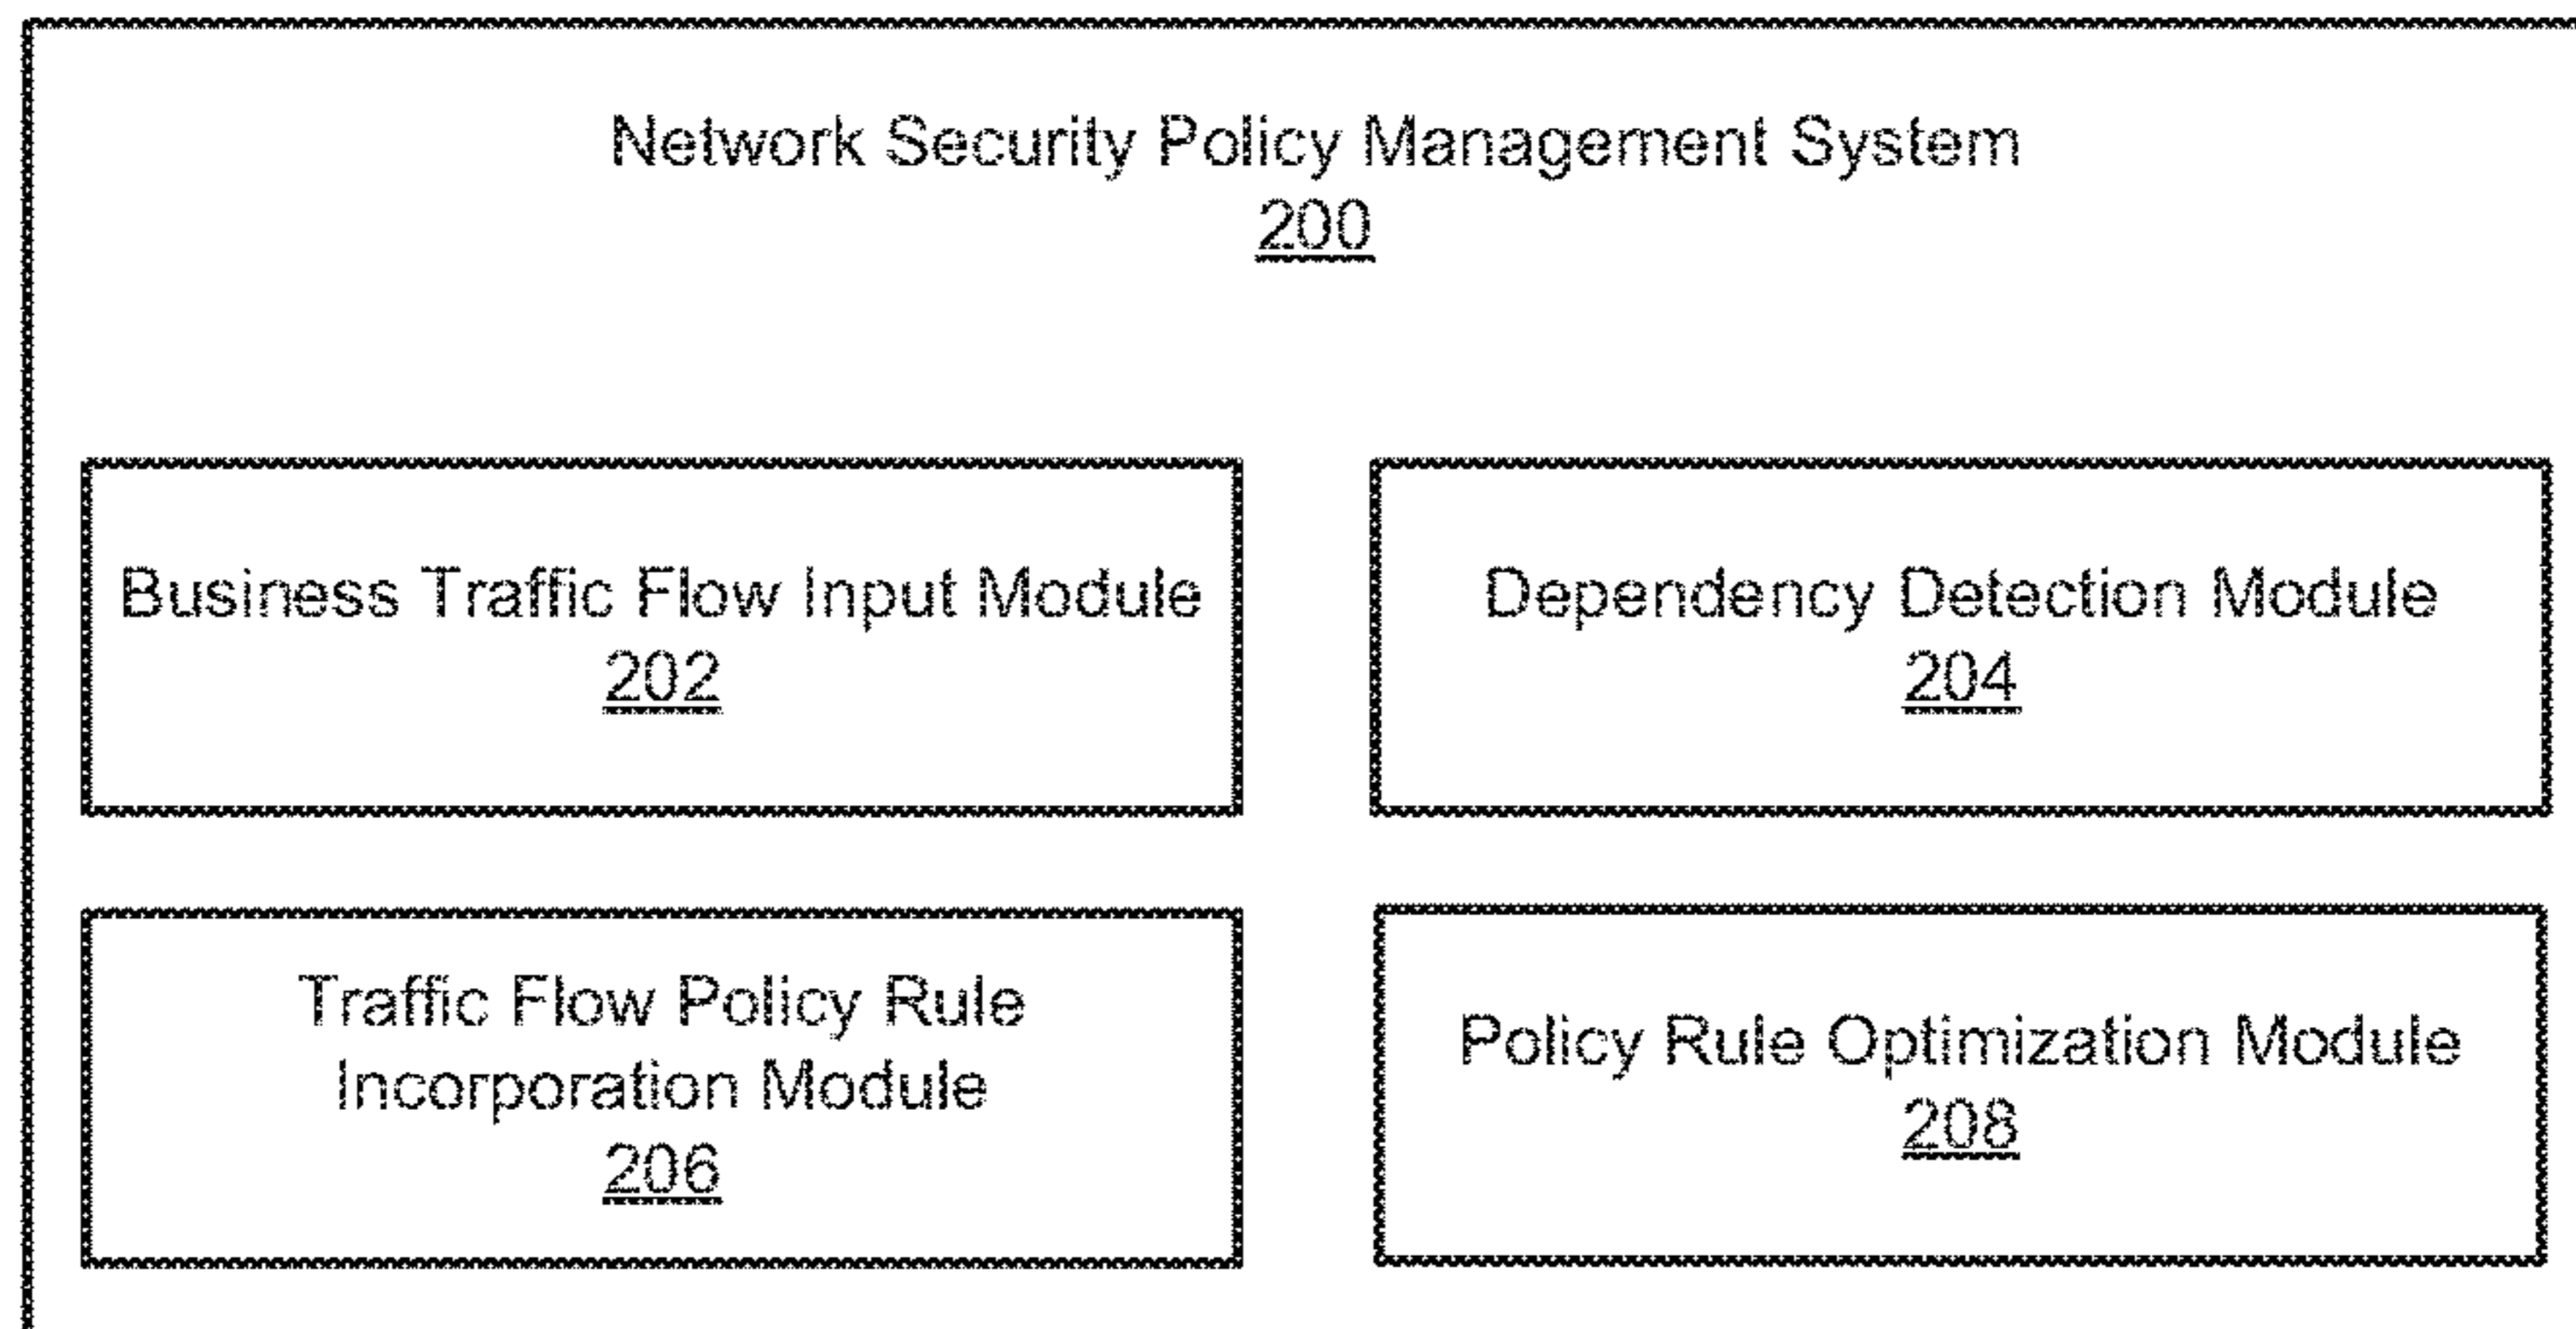 Network Security Policy Management System
200
Business Traffic Flow Input Module
202
Dependency Detection Module
204
Traffic Flow Policy Rule
Incorporation Module
206
Policy Rule Optimization Module
208